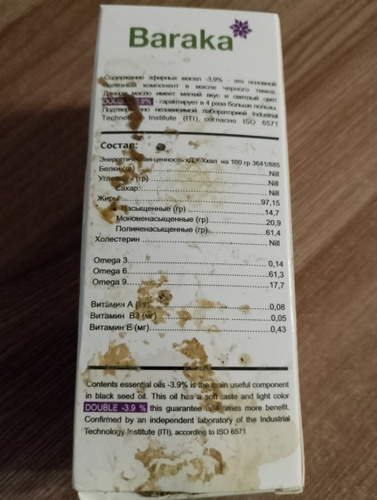 Baraka
Содержание эфирных масел -3,9% - это основной
полезный компонент в масле черного тмина.
Данное масло имеет мягкий вкус и светлый цвет
DOUBLE -3,9% - гарантирует в 4 раза больше пользы.
Подтверждено независимой лабораторией Industrial
Technology Institute (ITI), согласно ISO 6571
Состав:
Энергетическая ценность кДж/Ккал на 100 гр 3641/885
Белки (гр) Nill
Углеводы (гр) Nill
Сахар: Nill
Жиры 97,15
Насыщенные (гр) 14,7
Мононенасыщенные (гр) 20,9
Полиненасыщенные (гр) 61,4
Холестерин Nill
Omega 3 0,14
Omega 6 61,3
Omega 9 17,7
Витамин А 0,08
Витамин В3 (мг) 0,05
Витамин Е (мг) 0,43
Contents essential oils -3.9% is the main useful component
in black seed oil. This oil has a soft taste and light color
DOUBLE -3.9 % this guarantee is 4 times more benefit.
Confirmed by an independent laboratory of the Industrial
Technology Institute (ITI), according to ISO 6571